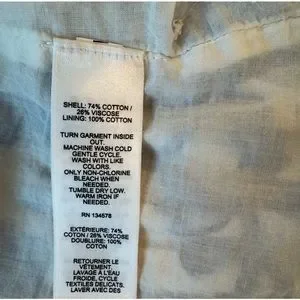 SHELL: 74% COTTON /
26% VISCOSE
LINING: 100% COTTON
TURN GARMENT INSIDE
OUT.
MACHINE WASH COLD
GENTLE CYCLE.
WASH WITH LIKE
COLORS.
ONLY NON-CHLORINE
BLEACH WHEN
NEEDED.
TUMBLE DRY LOW.
WARM IRON IF
NEEDED.
RN 134578
EXTÉRIEURE: 74%
COTON / 26% VISCOSE
DOUBLURE: 100%
COTON
RETOURNER LE
VÊTEMENT.
LAVAGE À L'EAU
FROIDE, CYCLE
TEXTILES DELICATS.
LAVER AVEC DES